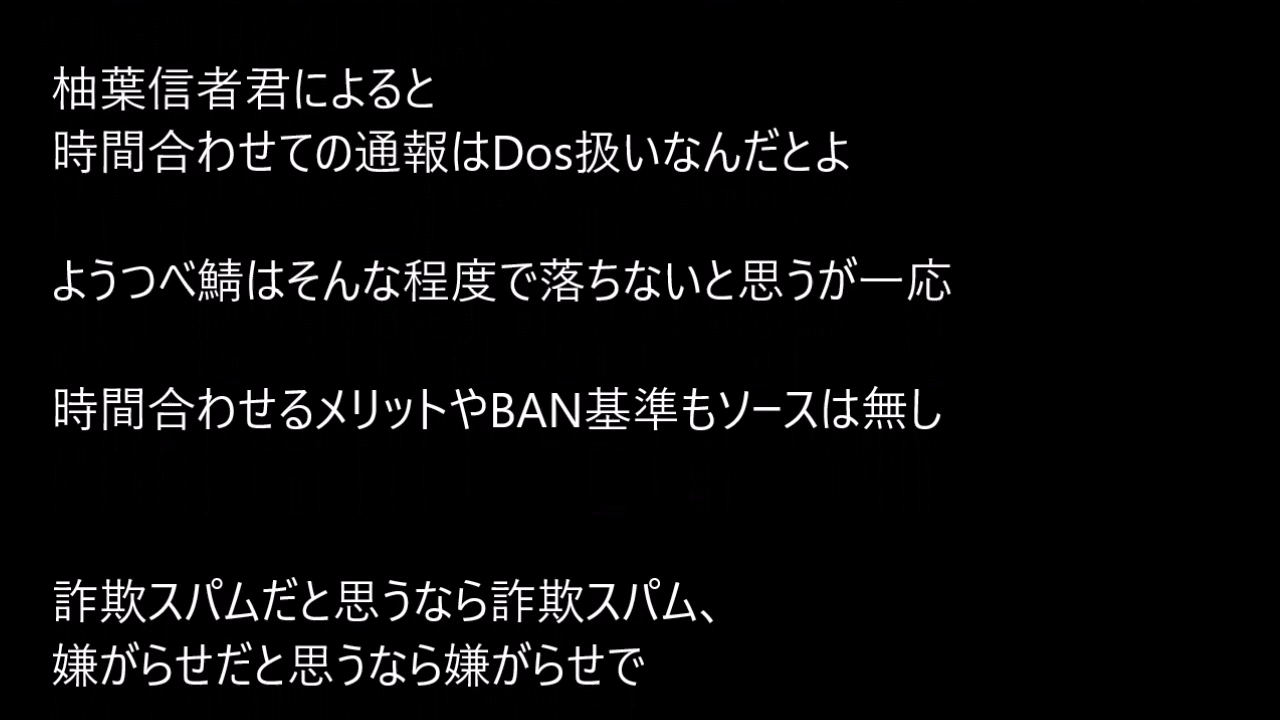 柚葉信者君によると
時間合わせての通報はDos扱いなんだとよ
ようつべ鯖はそんな程度で落ちないと思うが一応
時間合わせるメリットやBAN基準もソースは無し
詐欺スパムだと思うなら詐欺スパム、
嫌がらせだと思うなら嫌がらせで